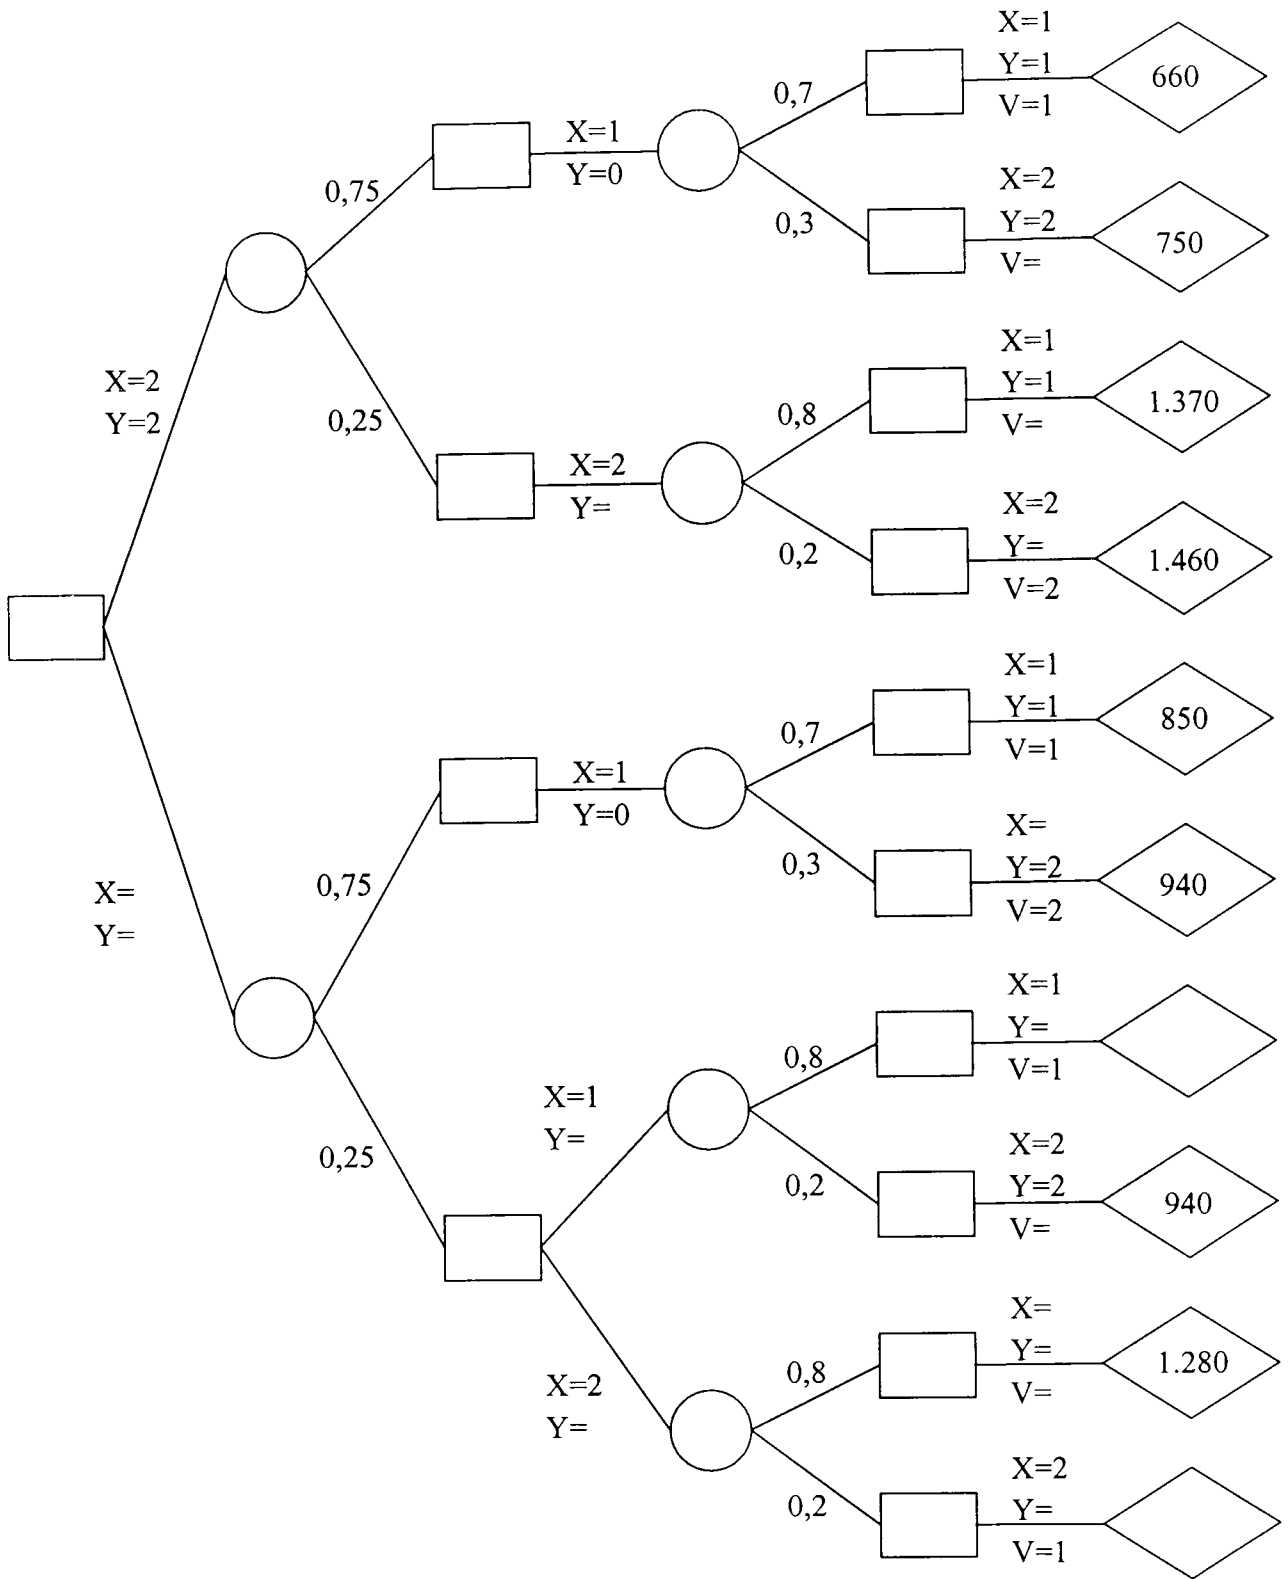 X=1
Y=1
V=1
660
0,7
X=1
Y=0
0,75
0,3
X=2
Y=2
V=
750
X=2
Y=2
0,25
X=1
Y=1
V=
1.370
0,8
X=2
Y=
0,2
X=2
Y=
V=2
1.460
X=1
Y=1
V=1
850
0,7
X=1
Y=0
0,75
0,3
X=
Y=2
V=2
940
X=
Y=
0,25
X=1
Y=
V=1
0,8
X=1
Y=
0,2
X=2
Y=2
V=
940
X=
Y=
V=
1.280
0,8
X=2
Y=
0,2
X=2
Y=
V=1